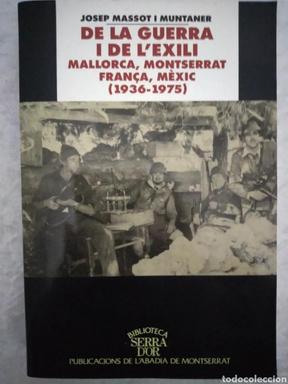 JOSEP MASSOT I MUNTANER
DE LA GUERRA
I DE L'EXILI
MALLORCA, MONTSERRAT
FRANÇA, MÈXIC
(1936-1975)
BIBLIOTECA
SERRA
D'OR
PUBLICACIONS DE L'ABADIA DE MONTSERRAT
todocoleccion